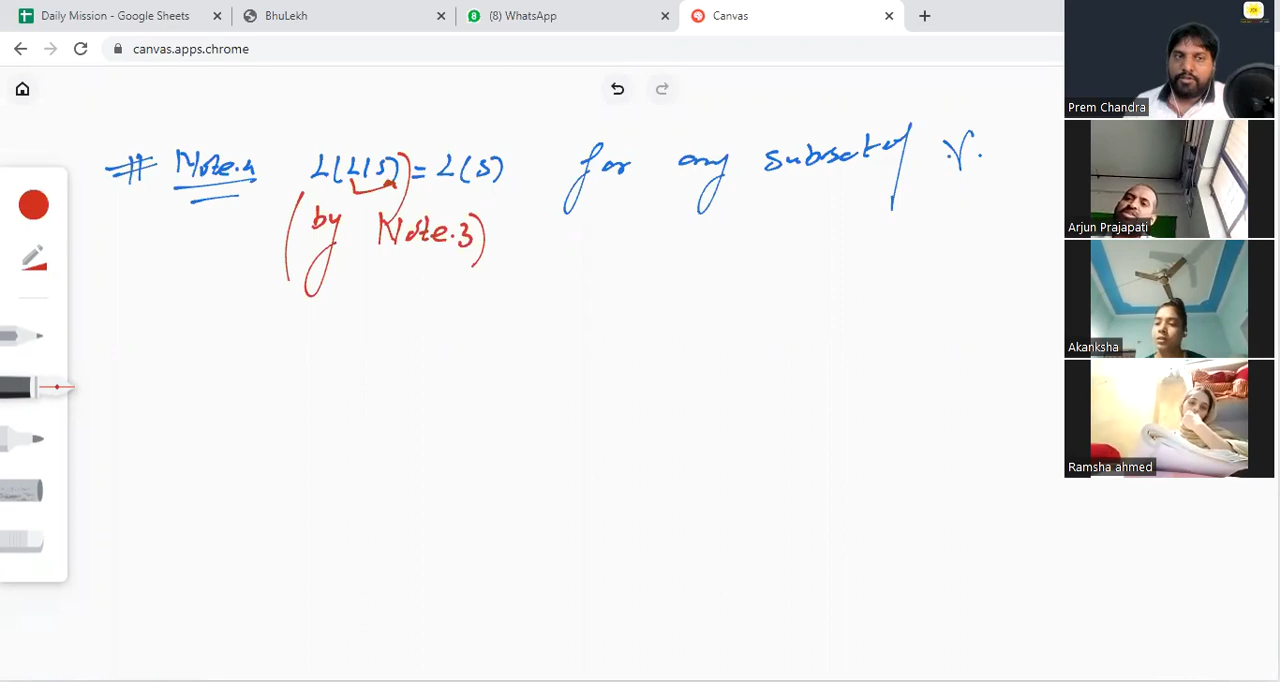 Daily Mission - Google Sheets
BhuLekh
(8) WhatsApp
Canvas
canvas.apps.chrome
# Note.4 L(L(S)) = L(S) for any subset of V.
(by Note.3)
Prem Chandra
Arjun Prajapati
Akanksha
Ramsha ahmed